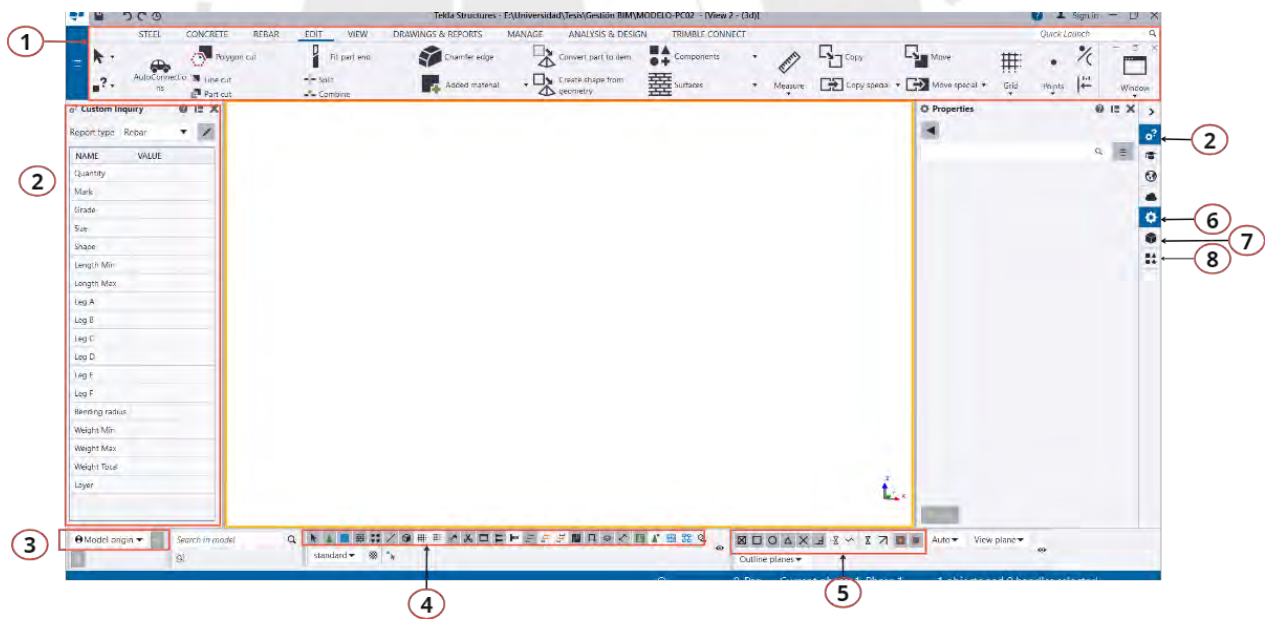 Tekla Structures - E:\Universidad\Tesis\Gestión BIM\MODELO-PC02 - [View 2 - (3d)]
Sign in
STEEL CONCRETE REBAR EDIT VIEW DRAWINGS & REPORTS MANAGE ANALYSIS & DESIGN TRIMBLE CONNECT Quick Launch
1
AutoConnectio
ns
Polygon cut
Line cut
Part cut
Fit part end
Split
Combine
Chamfer edge
Added material
Convert part to item
Create shape from
geometry
Components
Surfaces
Measure
Copy
Copy special
Move
Move special
Grid
Points
Window
Custom Inquiry
Report type Rebar
NAME VALUE
Quantity
Mark
Grade
Size
Shape
Length Min
Length Max
Leg A
Leg B
Leg C
Leg D
Leg E
Leg F
Bending radius
Weight Min
Weight Max
Weight Total
Layer
2
Properties
2
6
7
8
z
x
3
Model origin
Search in model
standard
Auto
View plane
Outline planes
4
5